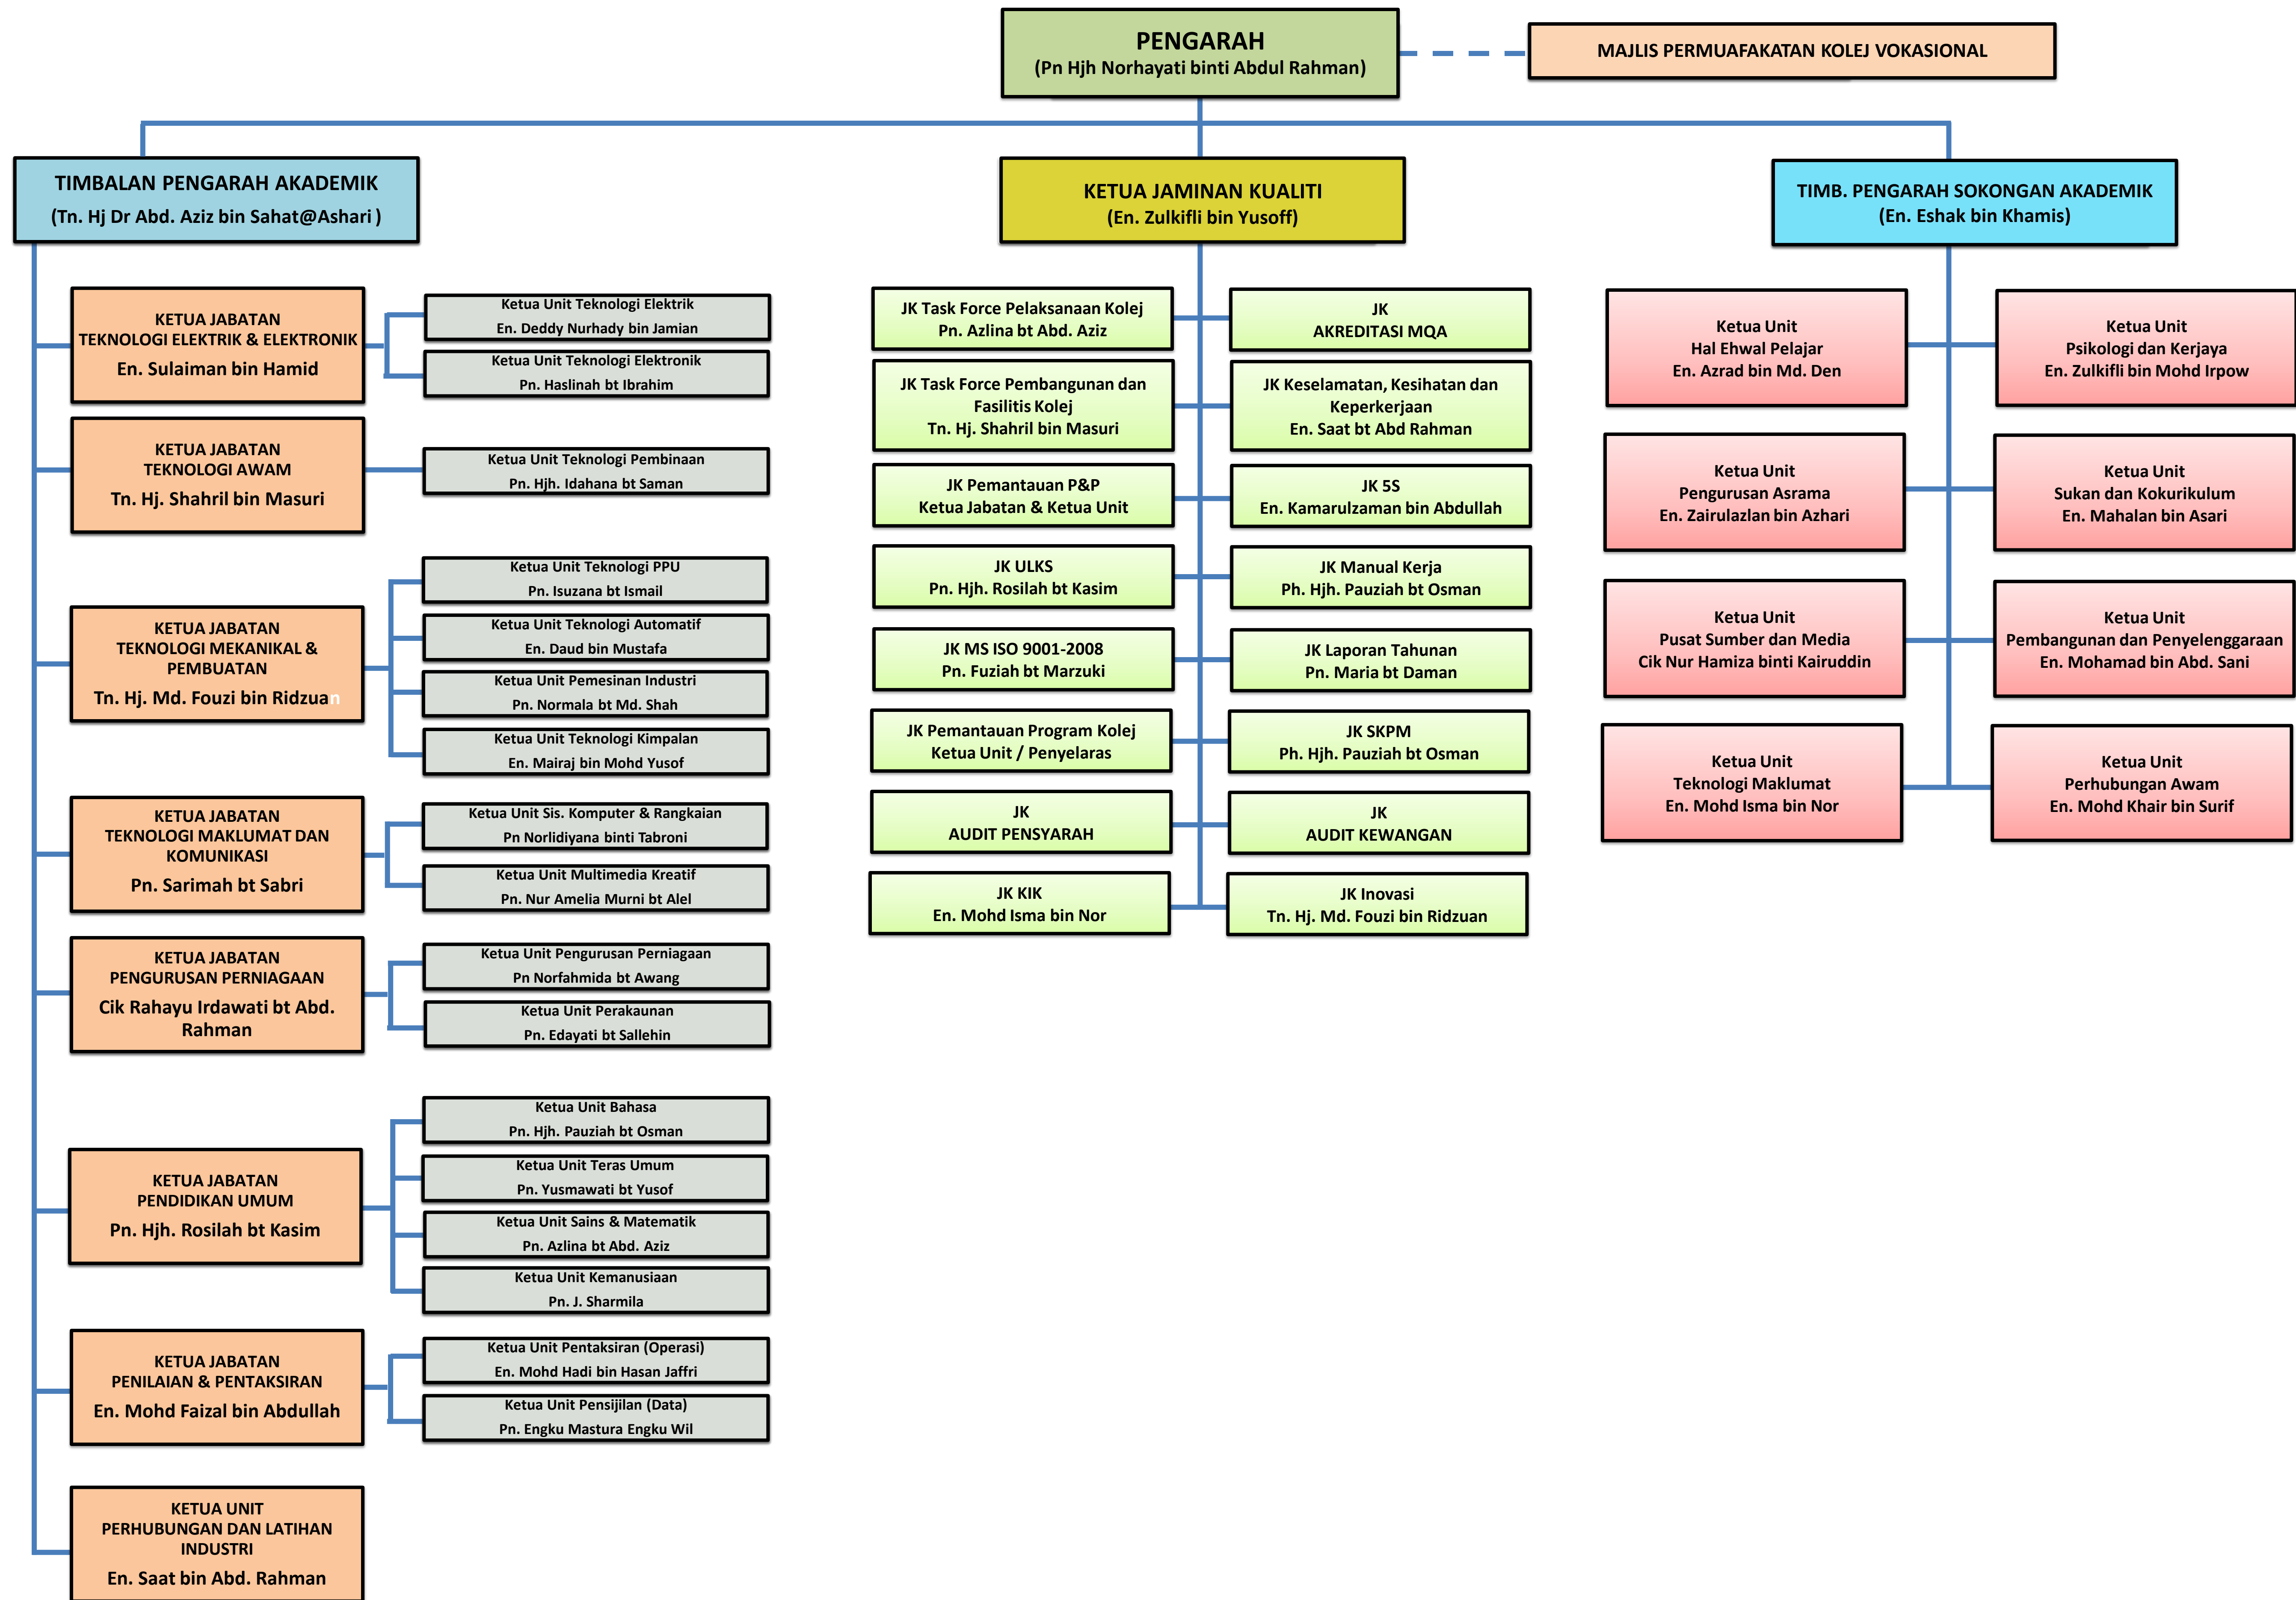 PENGARAH
(Pn Hjh Norhayati binti Abdul Rahman)
MAJLIS PERMUAFAKATAN KOLEJ VOKASIONAL
TIMBALAN PENGARAH AKADEMIK
(Tn. Hj Dr Abd. Aziz bin Sahat@Ashari )
KETUA JABATAN
TEKNOLOGI ELEKTRIK & ELEKTRONIK
En. Sulaiman bin Hamid
Ketua Unit Teknologi Elektrik
En. Deddy Nurhady bin Jamian
Ketua Unit Teknologi Elektronik
Pn. Haslinah bt Ibrahim
KETUA JABATAN
TEKNOLOGI AWAM
Tn. Hj. Shahril bin Masuri
Ketua Unit Teknologi Pembinaan
Pn. Hjh. Idahana bt Saman
KETUA JABATAN
TEKNOLOGI MEKANIKAL &
PEMBUATAN
Tn. Hj. Md. Fouzi bin Ridzuan
Ketua Unit Teknologi PPU
Pn. Isuzana bt Ismail
Ketua Unit Teknologi Automatif
En. Daud bin Mustafa
Ketua Unit Pemesinan Industri
Pn. Normala bt Md. Shah
Ketua Unit Teknologi Kimpalan
En. Mairaj bin Mohd Yusof
KETUA JABATAN
TEKNOLOGI MAKLUMAT DAN
KOMUNIKASI
Pn. Sarimah bt Sabri
Ketua Unit Sis. Komputer & Rangkaian
Pn Norlidiyana binti Tabroni
Ketua Unit Multimedia Kreatif
Pn. Nur Amelia Murni bt Alel
KETUA JABATAN
PENGURUSAN PERNIAGAAN
Cik Rahayu Irdawati bt Abd.
Rahman
Ketua Unit Pengurusan Perniagaan
Pn Norfahmida bt Awang
Ketua Unit Perakaunan
Pn. Edayati bt Sallehin
KETUA JABATAN
PENDIDIKAN UMUM
Pn. Hjh. Rosilah bt Kasim
Ketua Unit Bahasa
Pn. Hjh. Pauziah bt Osman
Ketua Unit Teras Umum
Pn. Yusmawati bt Yusof
Ketua Unit Sains & Matematik
Pn. Azlina bt Abd. Aziz
Ketua Unit Kemanusiaan
Pn. J. Sharmila
KETUA JABATAN
PENILAIAN & PENTAKSIRAN
En. Mohd Faizal bin Abdullah
Ketua Unit Pentaksiran (Operasi)
En. Mohd Hadi bin Hasan Jaffri
Ketua Unit Pensijilan (Data)
Pn. Engku Mastura Engku Wil
KETUA UNIT
PERHUBUNGAN DAN LATIHAN
INDUSTRI
En. Saat bin Abd. Rahman
KETUA JAMINAN KUALITI
(En. Zulkifli bin Yusoff)
JK Task Force Pelaksanaan Kolej
Pn. Azlina bt Abd. Aziz
JK
AKREDITASI MQA
JK Task Force Pembangunan dan
Fasilitis Kolej
Tn. Hj. Shahril bin Masuri
JK Keselamatan, Kesihatan dan
Keperkerjaan
En. Saat bt Abd Rahman
JK Pemantauan P&P
Ketua Jabatan & Ketua Unit
JK 5S
En. Kamarulzaman bin Abdullah
JK ULKS
Pn. Hjh. Rosilah bt Kasim
JK Manual Kerja
Ph. Hjh. Pauziah bt Osman
JK MS ISO 9001-2008
Pn. Fuziah bt Marzuki
JK Laporan Tahunan
Pn. Maria bt Daman
JK Pemantauan Program Kolej
Ketua Unit / Penyelaras
JK SKPM
Ph. Hjh. Pauziah bt Osman
JK
AUDIT PENSYARAH
JK
AUDIT KEWANGAN
JK KIK
En. Mohd Isma bin Nor
JK Inovasi
Tn. Hj. Md. Fouzi bin Ridzuan
TIMB. PENGARAH SOKONGAN AKADEMIK
(En. Eshak bin Khamis)
Ketua Unit
Hal Ehwal Pelajar
En. Azrad bin Md. Den
Ketua Unit
Psikologi dan Kerjaya
En. Zulkifli bin Mohd Irpow
Ketua Unit
Pengurusan Asrama
En. Zairulazlan bin Azhari
Ketua Unit
Sukan dan Kokurikulum
En. Mahalan bin Asari
Ketua Unit
Pusat Sumber dan Media
Cik Nur Hamiza binti Kairuddin
Ketua Unit
Pembangunan dan Penyelenggaraan
En. Mohamad bin Abd. Sani
Ketua Unit
Teknologi Maklumat
En. Mohd Isma bin Nor
Ketua Unit
Perhubungan Awam
En. Mohd Khair bin Surif